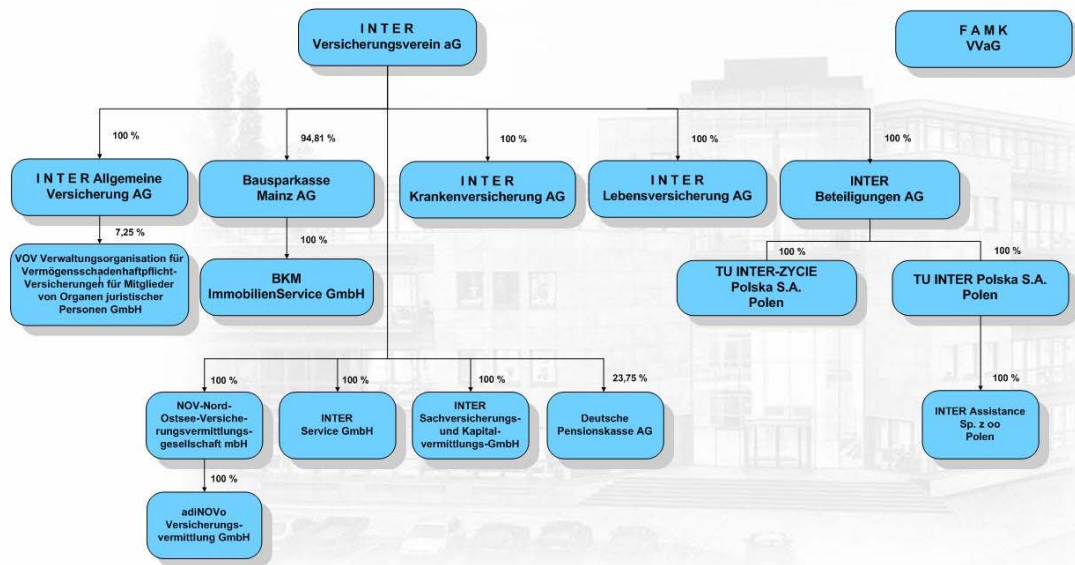 I N T E R
Versicherungsverein aG
F A M K
VVaG
100 %
94,81 %
100 %
100 %
100 %
I N T E R Allgemeine
Versicherung AG
Bausparkasse
Mainz AG
I N T E R
Krankenversicherung AG
I N T E R
Lebensversicherung AG
INTER
Beteiligungen AG
7,25 %
100 %
100 %
100 %
VOV Verwaltungsorganisation für
Vermögensschadenhaftpflicht-
Versicherungen für Mitglieder
von Organen juristischer
Personen GmbH
BKM
ImmobilienService GmbH
TU INTER-ZYCIE
Polska S.A.
Polen
TU INTER Polska S.A.
Polen
100 %
100 %
100 %
23,75 %
100 %
NOV-Nord-
Ostsee-Versiche-
rungsvermittlungs-
gesellschaft mbH
INTER
Service GmbH
INTER
Sachversicherungs-
und Kapital-
vermittlungs-GmbH
Deutsche
Pensionskasse AG
INTER Assistance
Sp. z oo
Polen
100 %
adiNOVo
Versicherungs-
vermittlung GmbH